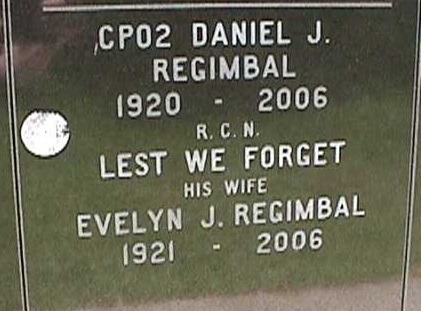 CPO2 DANIEL J.
REGIMBAL
1920 - 2006
R.C.N.
LEST WE FORGET
HIS WIFE
EVELYN J. REGIMBAL
1921 - 2006